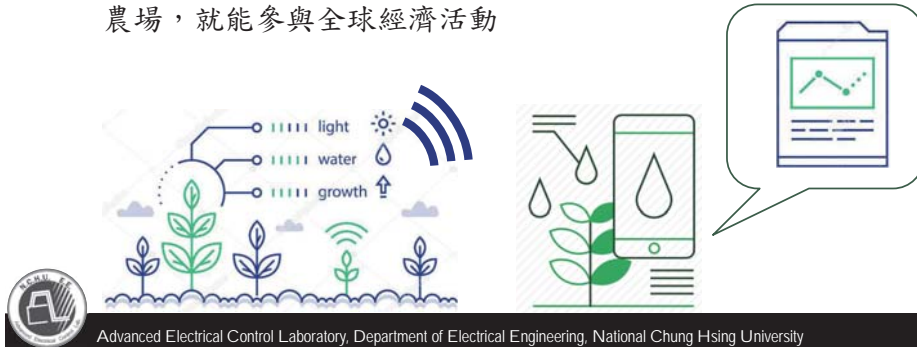 農場，就能參與全球經濟活動
light
water
growth
N.C.H.U. E.E.
Advanced Electrical Control Laboratory, Department of Electrical Engineering, National Chung Hsing University